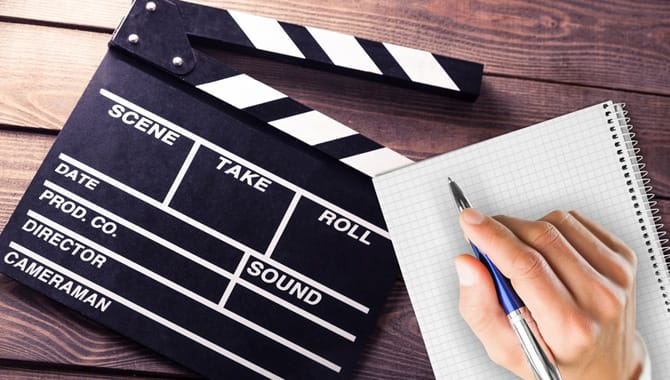 SCENE TAKE ROLL
DATE SOUND
PROD. CO.
DIRECTOR
CAMERAMAN